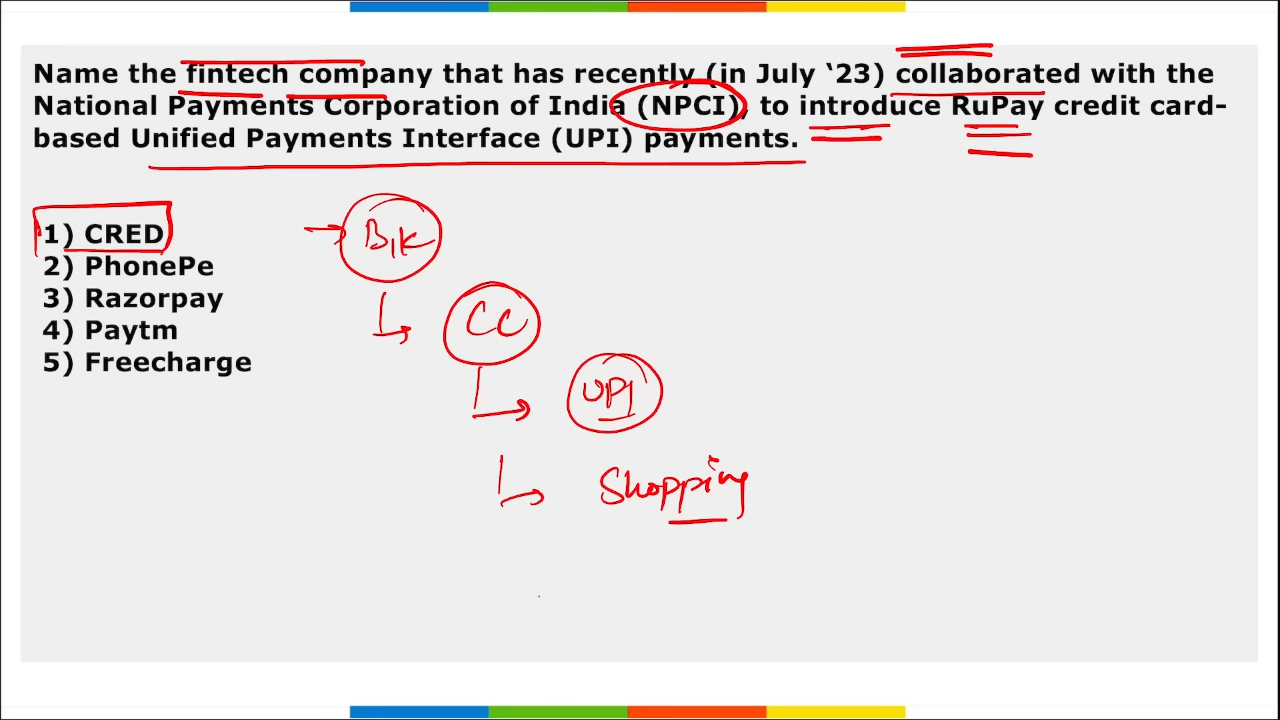 Name the fintech company that has recently (in July ‘23) collaborated with the
National Payments Corporation of India (NPCI), to introduce RuPay credit card-
based Unified Payments Interface (UPI) payments.
1) CRED
2) PhonePe
3) Razorpay
4) Paytm
5) Freecharge
CC
UPI
Shopping